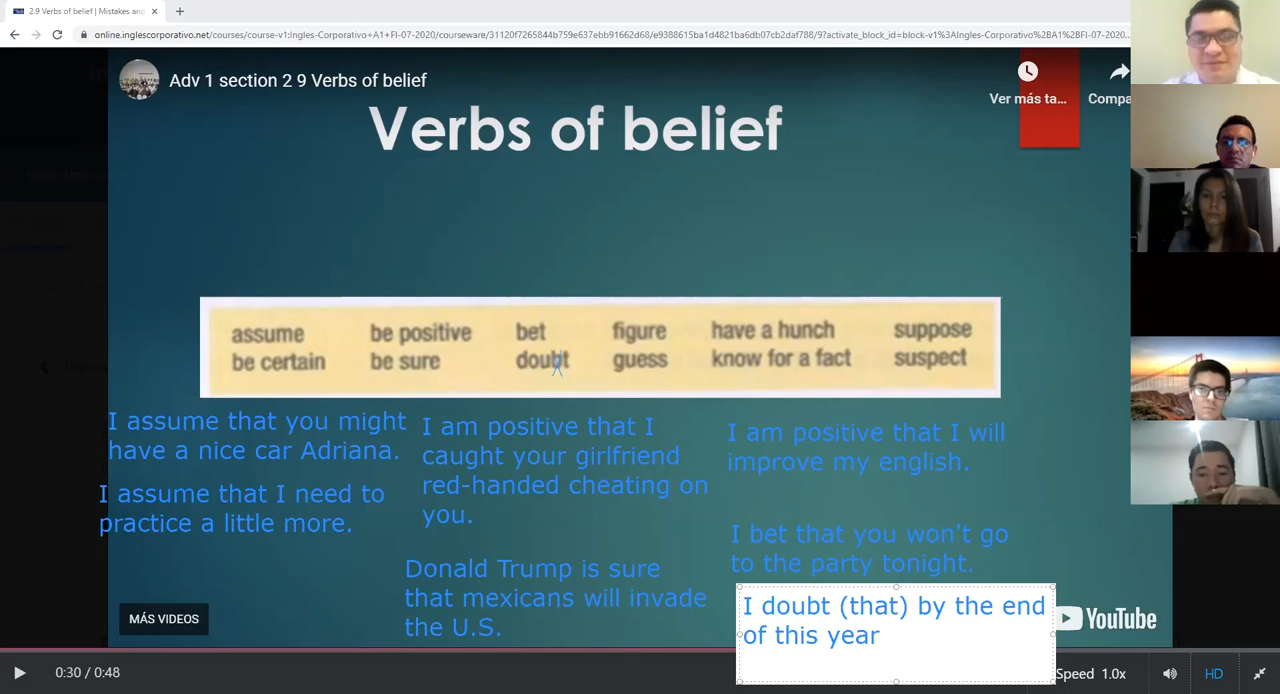 2.9 Verbs of belief | Mistakes and
online.inglescorporativo.net/courses/course-v1:Ingles-Corporativo+A1+FI-07-2020/courseware/31120f7265844b759e637ebb91662d68/e9388615ba1d4821ba6db07cb2daf788/9?activate_block_id=block-v1%3AIngles-Corporativo%2BA1%2BFI-07-2020...
Adv 1 section 2 9 Verbs of belief
Ver más ta...
Compa
Verbs of belief
assume be positive bet figure have a hunch suppose
be certain be sure doubt guess know for a fact suspect
I assume that you might
have a nice car Adriana.
I assume that I need to
practice a little more.
I am positive that I
caught your girlfriend
red-handed cheating on
you.
Donald Trump is sure
that mexicans will invade
the U.S.
I am positive that I will
improve my english.
I bet that you won't go
to the party tonight.
I doubt (that) by the end
of this year
MÁS VIDEOS
YouTube
0:30 / 0:48
Speed 1.0x
HD